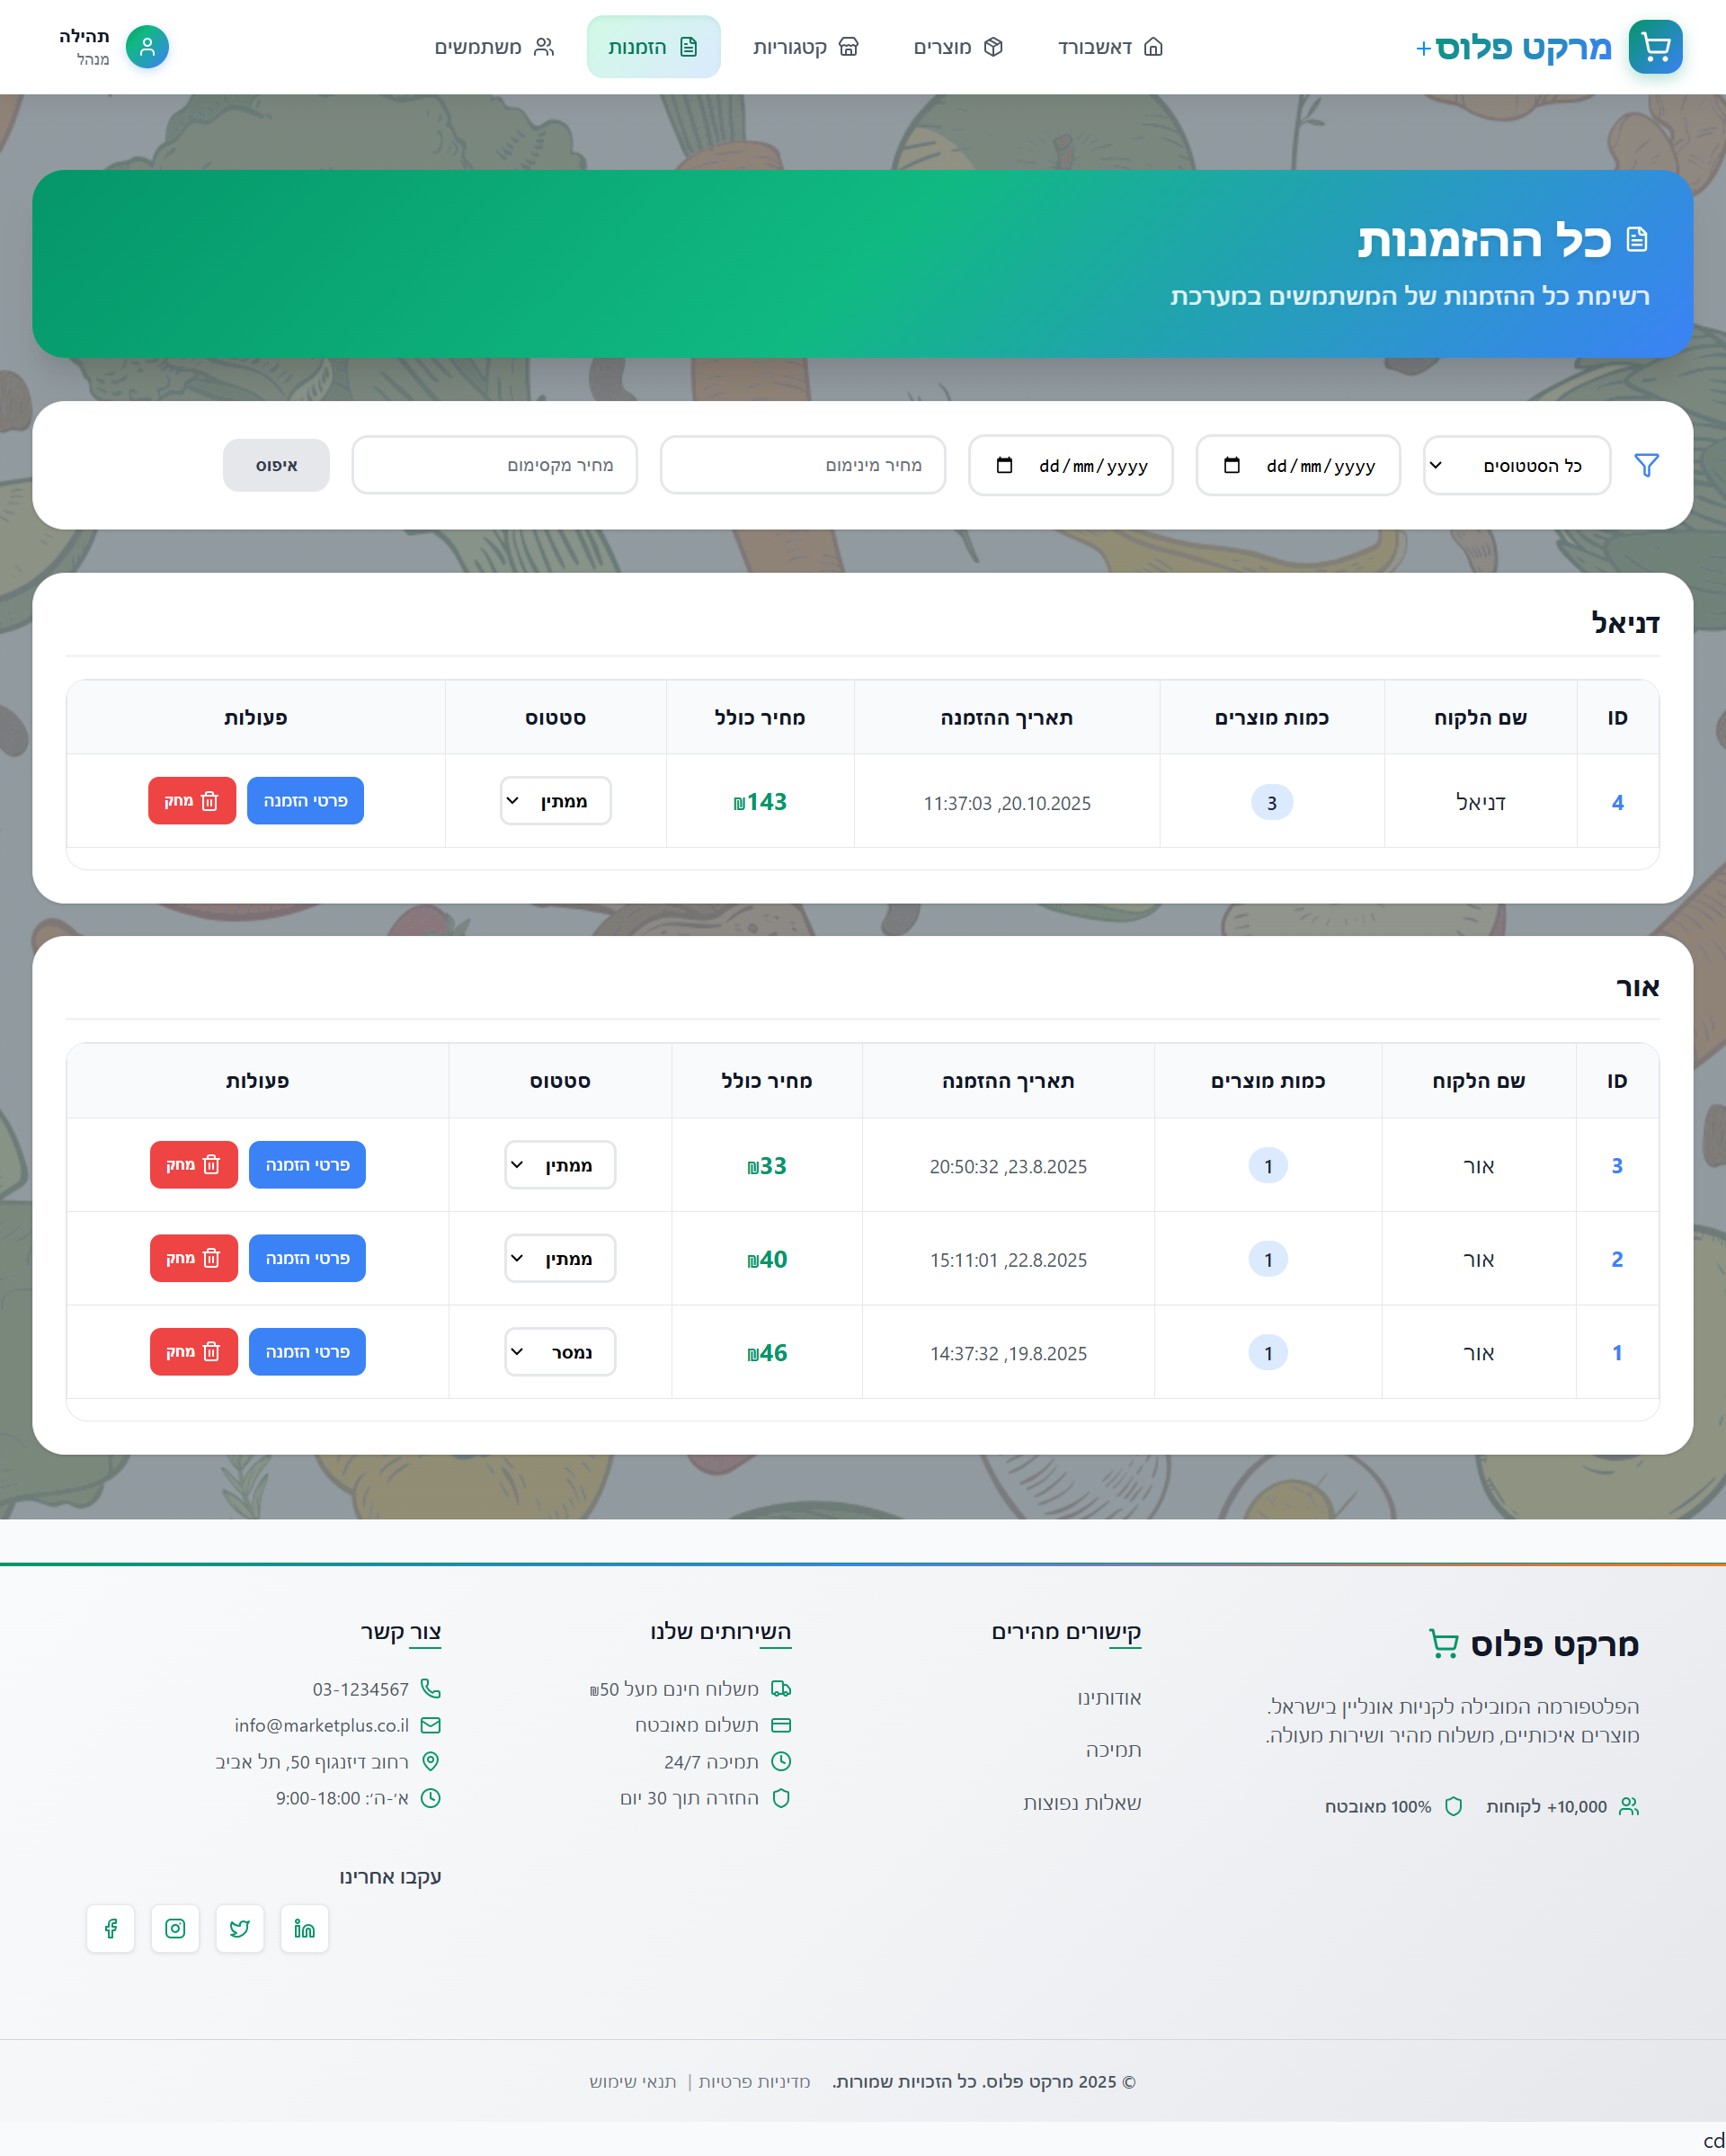 מרקט פלוס+
דאשבורד
מוצרים
קטגוריות
הזמנות
משתמשים
תהילה
מנהל
כל ההזמנות
רשימת כל ההזמנות של המשתמשים במערכת
כל הסטטוסים dd/mm/yyyy dd/mm/yyyy מחיר מינימום מחיר מקסימום איפוס
דניאל
ID שם הלקוח כמות מוצרים תאריך ההזמנה מחיר כולל סטטוס פעולות
4 דניאל 3 20.10.2025, 11:37:03 ₪143 ממתין פרטי הזמנה מחק
אור
ID שם הלקוח כמות מוצרים תאריך ההזמנה מחיר כולל סטטוס פעולות
3 אור 1 23.8.2025, 20:50:32 ₪33 ממתין פרטי הזמנה מחק
2 אור 1 22.8.2025, 15:11:01 ₪40 ממתין פרטי הזמנה מחק
1 אור 1 19.8.2025, 14:37:32 ₪46 נמסר פרטי הזמנה מחק
מרקט פלוס
הפלטפורמה המובילה לקניות אונליין בישראל.
מוצרים איכותיים, משלוח מהיר ושירות מעולה.
10,000+ לקוחות
100% מאובטח
קישורים מהירים
אודותינו
תמיכה
שאלות נפוצות
השירותים שלנו
משלוח חינם מעל ₪50
תשלום מאובטח
תמיכה 24/7
החזרה תוך 30 יום
צור קשר
03-1234567
info@marketplus.co.il
רחוב דיזנגוף 50, תל אביב
א׳-ה׳: 9:00-18:00
עקבו אחרינו
© 2025 מרקט פלוס. כל הזכויות שמורות. מדיניות פרטיות | תנאי שימוש
cd